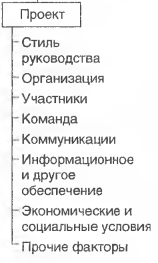 Проект
Стиль
руководства
Организация
Участники
Команда
Коммуникации
Информационное
и другое
обеспечение
Экономические и
социальные условия
Прочие факторы